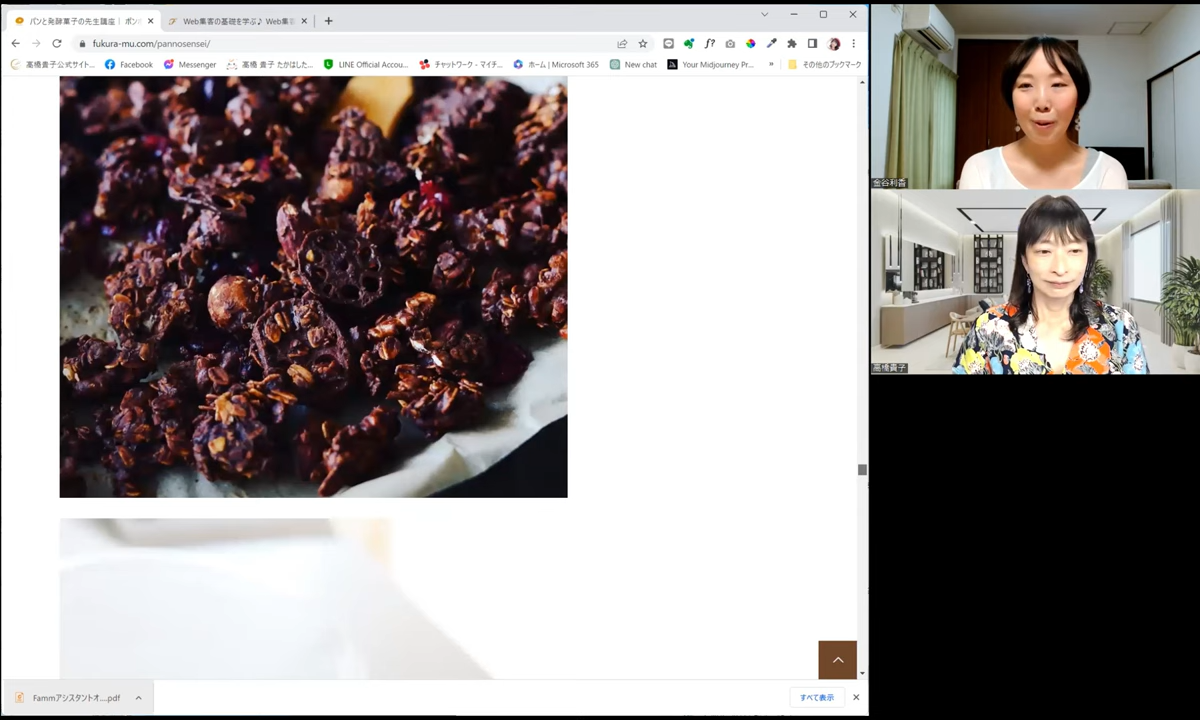 パンと発酵菓子の先生講座｜ ポン
Web集客の基礎を学ぶ♪ Web集客
fukura-mu.com/pannosensei/
高橋貴子公式サイト...
Facebook
Messenger
高橋 貴子 たかはした...
LINE Official Accou...
チャットワーク - マイチ...
ホーム | Microsoft 365
New chat
Your Midjourney Pr...
»
その他のブックマーク
金谷利香
高橋貴子
Fammアシスタントオ....pdf
すべて表示